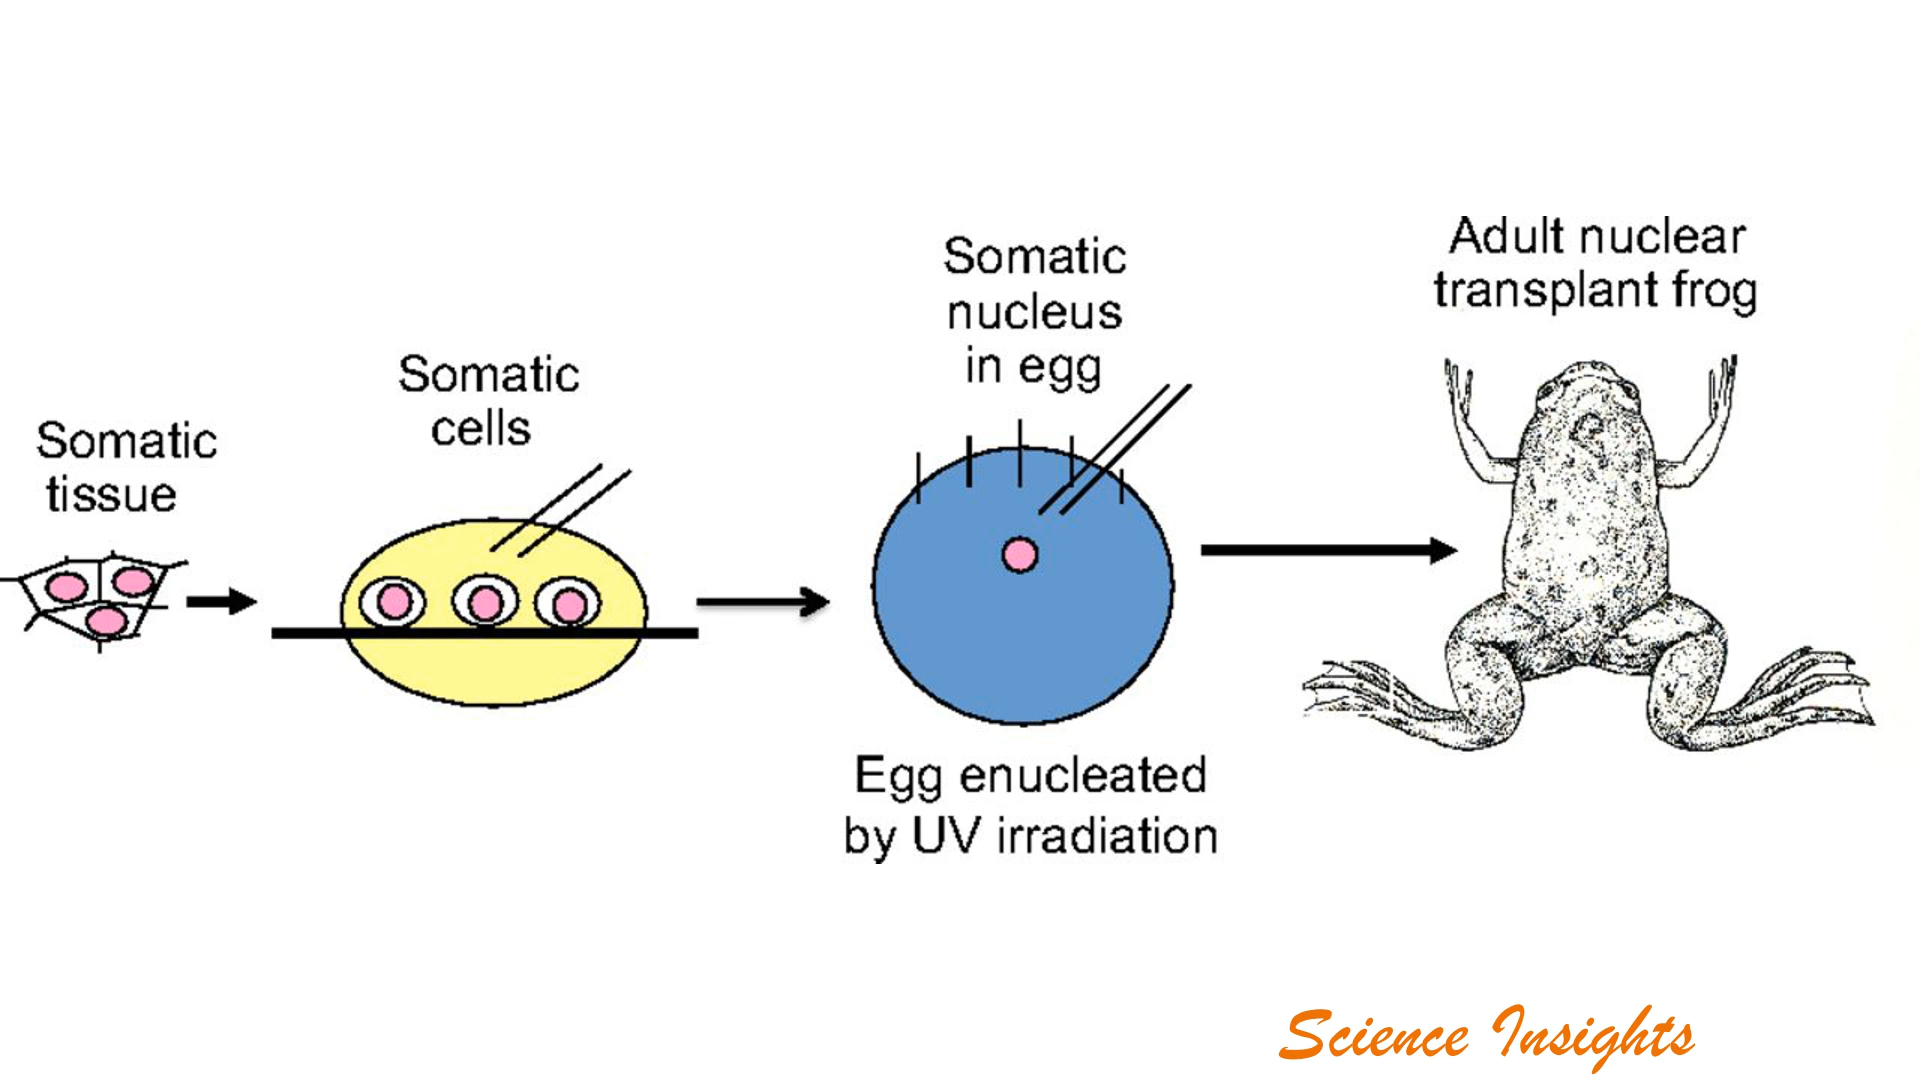 Somatic
tissue
Somatic
cells
Somatic
nucleus
in egg
Egg enucleated
by UV irradiation
Adult nuclear
transplant frog
Science Insights